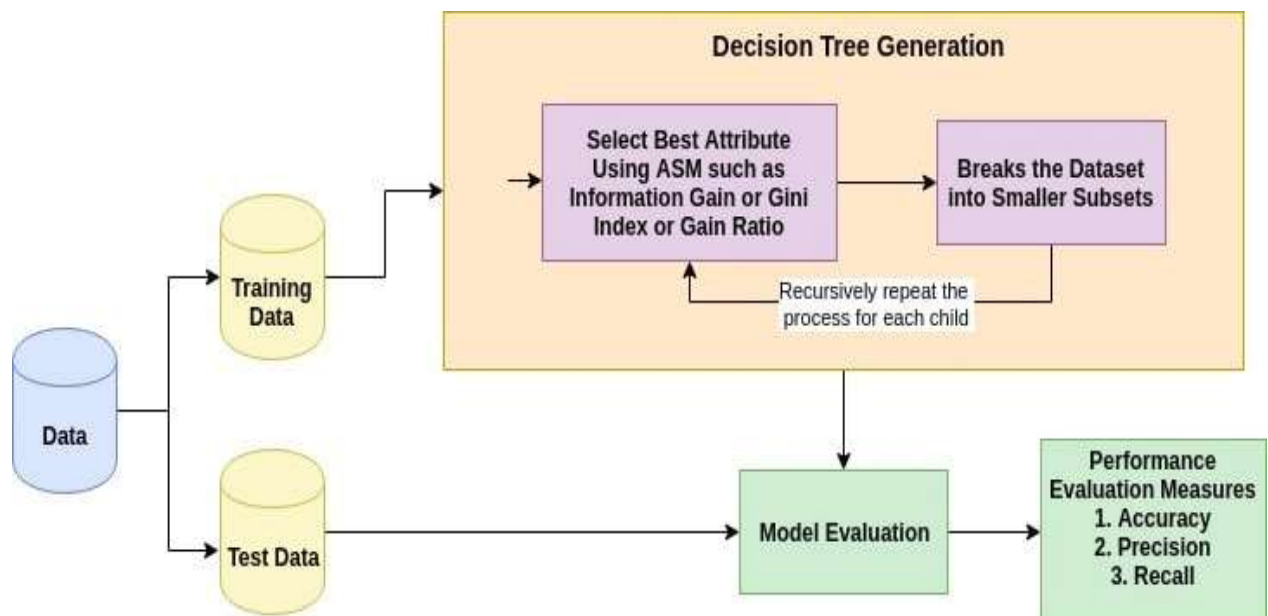 Decision Tree Generation
Select Best Attribute
Using ASM such as
Information Gain or Gini
Index or Gain Ratio
Breaks the Dataset
into Smaller Subsets
Recursively repeat the
process for each child
Training
Data
Data
Test Data
Model Evaluation
Performance
Evaluation Measures
1. Accuracy
2. Precision
3. Recall